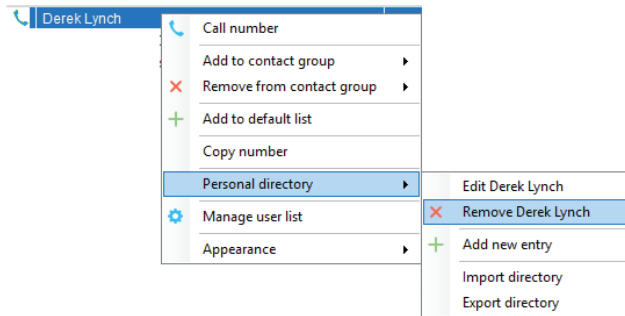 Derek Lynch
Call number
Add to contact group
Remove from contact group
Add to default list
Copy number
Personal directory
Manage user list
Appearance
Edit Derek Lynch
Remove Derek Lynch
Add new entry
Import directory
Export directory